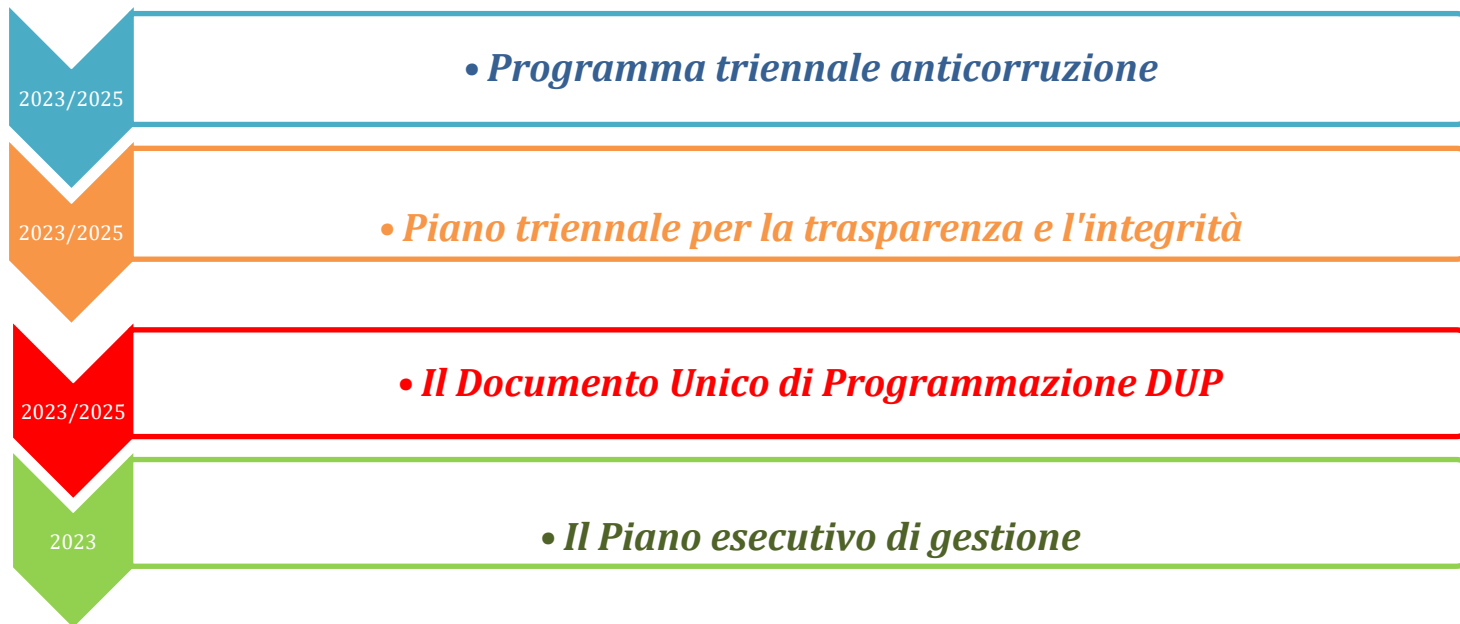 2023/2025
• Programma triennale anticorruzione
2023/2025
• Piano triennale per la trasparenza e l'integrità
2023/2025
• Il Documento Unico di Programmazione DUP
2023
• Il Piano esecutivo di gestione